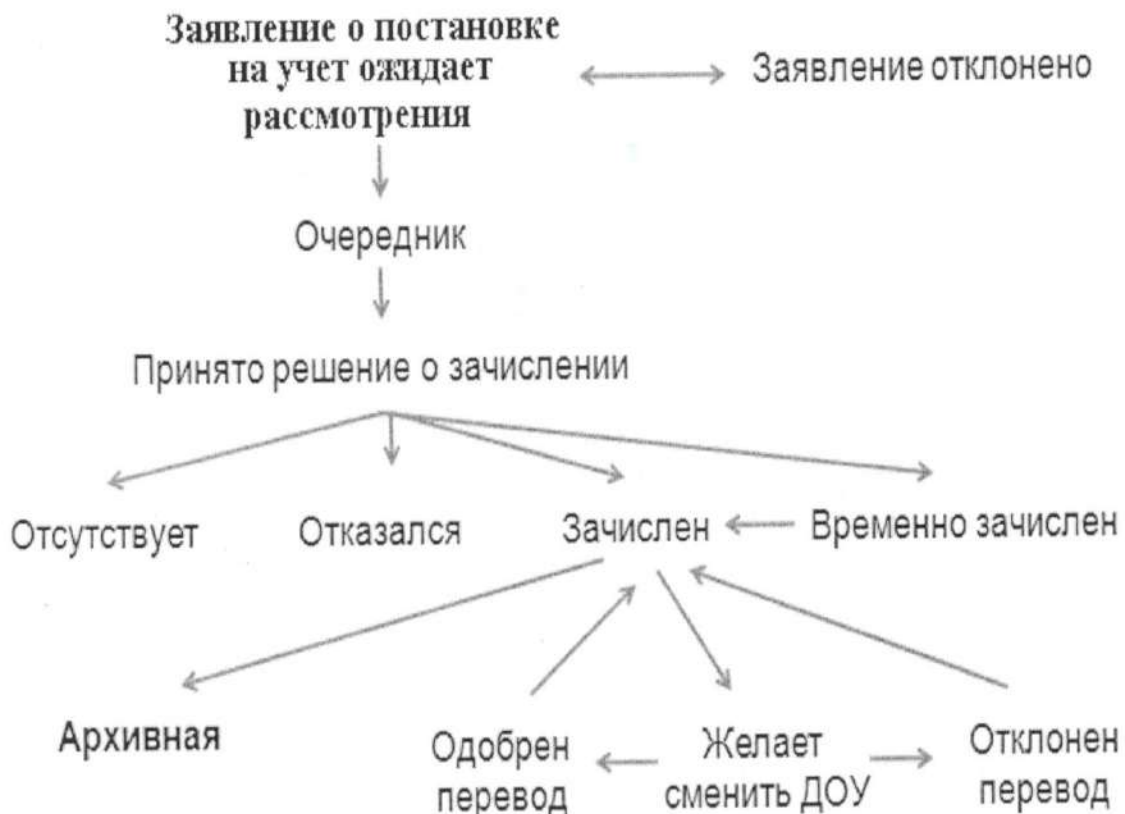 Заявление о постановке
на учет ожидает
рассмотрения
Заявление отклонено
Очередник
Принято решение о зачислении
Отсутствует
Отказался
Зачислен
Временно зачислен
Архивная
Одобрен
перевод
Желает
сменить ДОУ
Отклонен
перевод